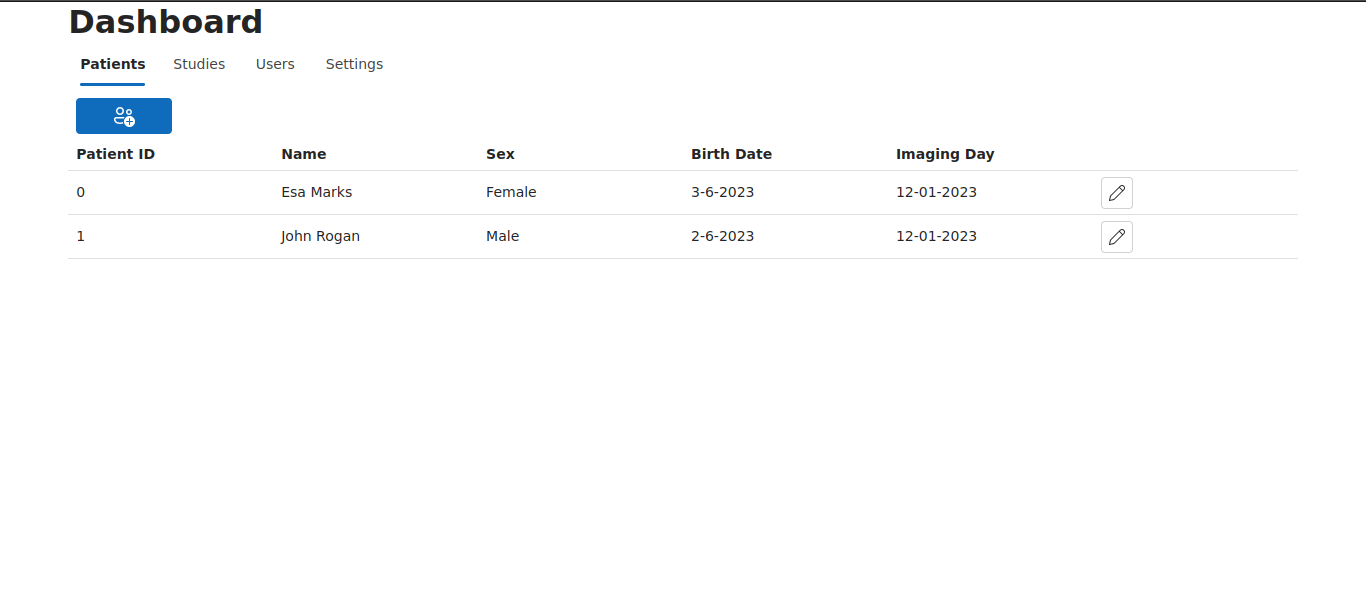 Dashboard
Patients Studies Users Settings
Patient ID Name Sex Birth Date Imaging Day
0 Esa Marks Female 3-6-2023 12-01-2023
1 John Rogan Male 2-6-2023 12-01-2023